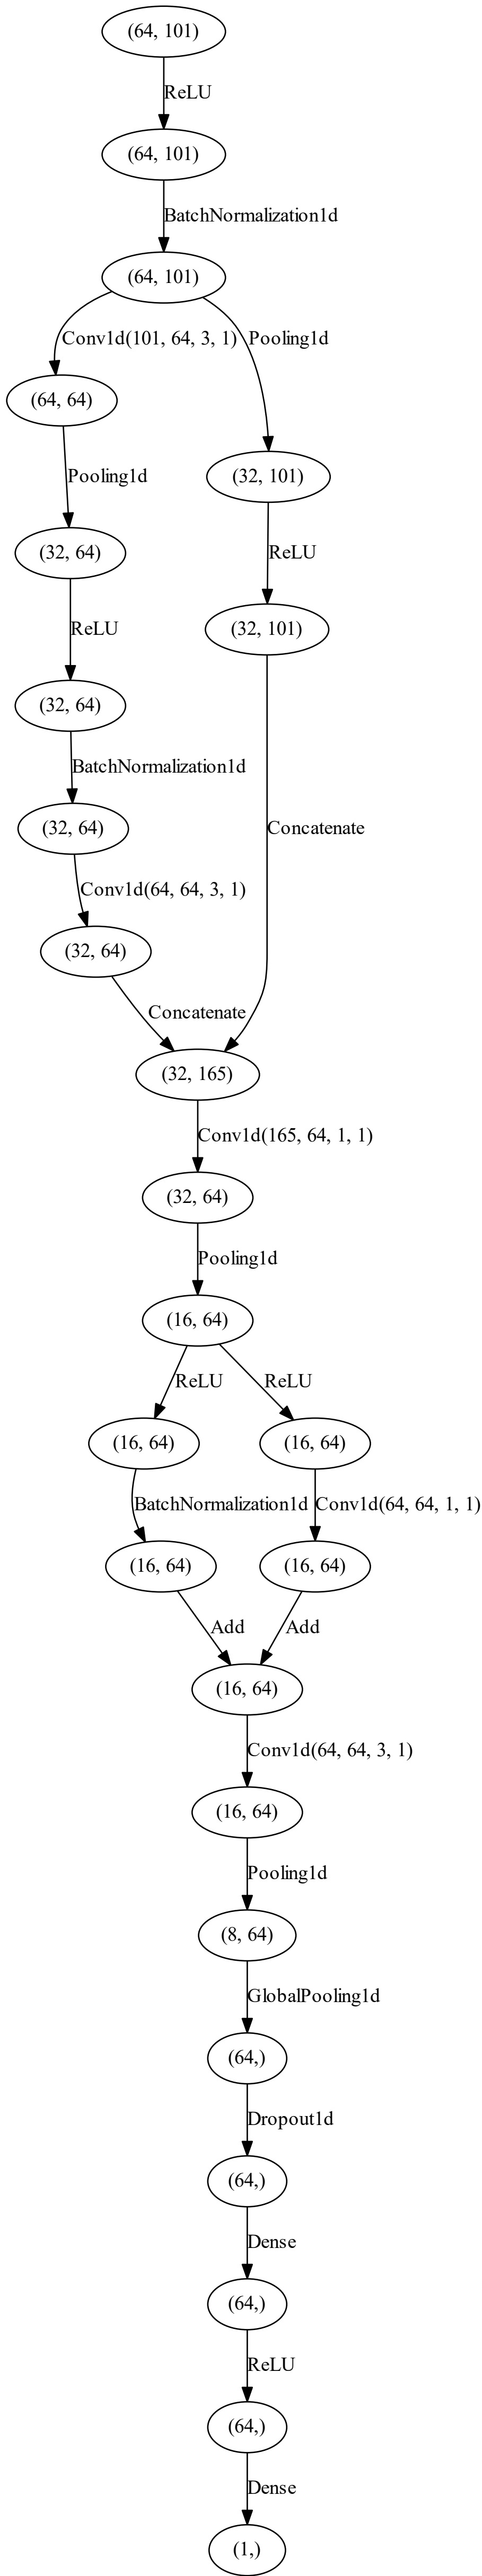 (64, 101)
ReLU
(64, 101)
BatchNormalization1d
(64, 101)
Conv1d(101, 64, 3, 1)
Pooling1d
(64, 64)
(32, 101)
Pooling1d
(32, 64)
ReLU
(32, 101)
ReLU
(32, 64)
BatchNormalization1d
(32, 64)
Concatenate
Conv1d(64, 64, 3, 1)
(32, 64)
Concatenate
(32, 165)
Conv1d(165, 64, 1, 1)
(32, 64)
Pooling1d
(16, 64)
ReLU
ReLU
(16, 64)
(16, 64)
BatchNormalization1d
Conv1d(64, 64, 1, 1)
(16, 64)
(16, 64)
Add
Add
(16, 64)
Conv1d(64, 64, 3, 1)
(16, 64)
Pooling1d
(8, 64)
GlobalPooling1d
(64,)
Dropout1d
(64,)
Dense
(64,)
ReLU
(64,)
Dense
(1,)